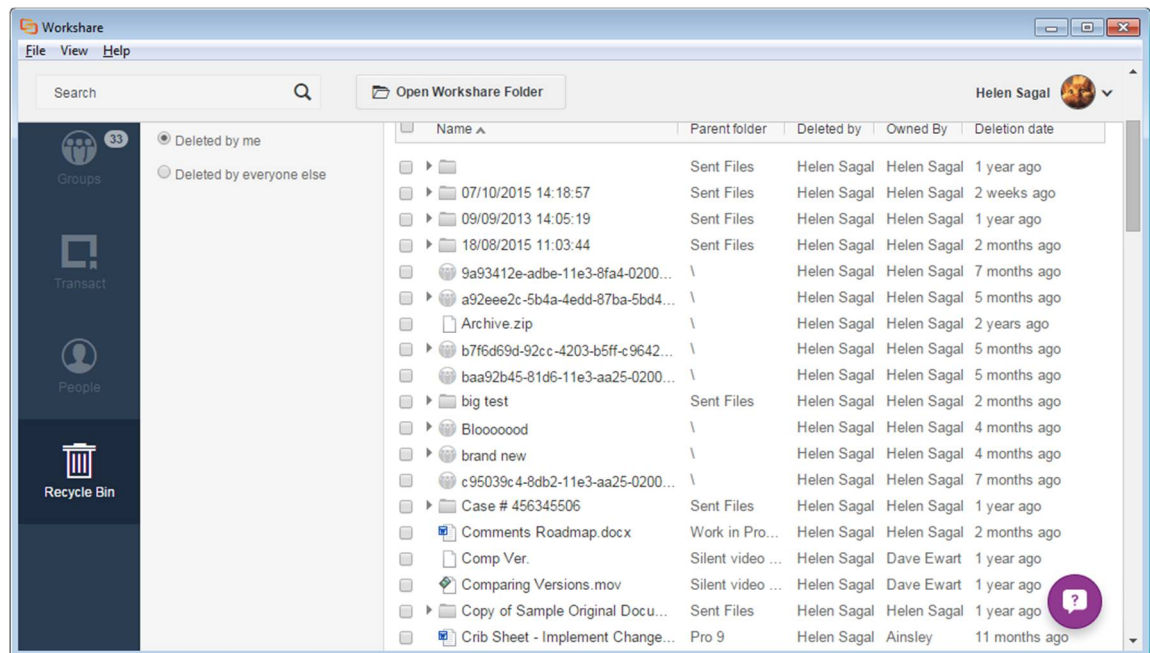 Workshare
File View Help
Search Open Workshare Folder Helen Sagal
Groups 33
Transact
People
Recycle Bin
Deleted by me
Deleted by everyone else
Name Parent folder Deleted by Owned By Deletion date
Sent Files Helen Sagal Helen Sagal 1 year ago
07/10/2015 14:18:57 Sent Files Helen Sagal Helen Sagal 2 weeks ago
09/09/2013 14:05:19 Sent Files Helen Sagal Helen Sagal 1 year ago
18/08/2015 11:03:44 Sent Files Helen Sagal Helen Sagal 2 months ago
9a93412e-adbe-11e3-8fa4-0200... \ Helen Sagal Helen Sagal 7 months ago
a92eee2c-5b4a-4edd-87ba-5bd4... \ Helen Sagal Helen Sagal 5 months ago
Archive.zip \ Helen Sagal Helen Sagal 2 years ago
b7f6d69d-92cc-4203-b5ff-c9642... \ Helen Sagal Helen Sagal 5 months ago
baa92b45-81d6-11e3-aa25-0200... \ Helen Sagal Helen Sagal 5 months ago
big test Sent Files Helen Sagal Helen Sagal 2 months ago
Blooooood \ Helen Sagal Helen Sagal 4 months ago
brand new \ Helen Sagal Helen Sagal 4 months ago
c95039c4-8db2-11e3-aa25-0200... \ Helen Sagal Helen Sagal 7 months ago
Case # 456345506 Sent Files Helen Sagal Helen Sagal 1 year ago
Comments Roadmap.docx Work in Pro... Helen Sagal Helen Sagal 2 months ago
Comp Ver. Silent video ... Helen Sagal Dave Ewart 1 year ago
Comparing Versions.mov Silent video ... Helen Sagal Dave Ewart 1 year ago
Copy of Sample Original Docu... Sent Files Helen Sagal Helen Sagal 1 year ago
Crib Sheet - Implement Change... Pro 9 Helen Sagal Ainsley 11 months ago